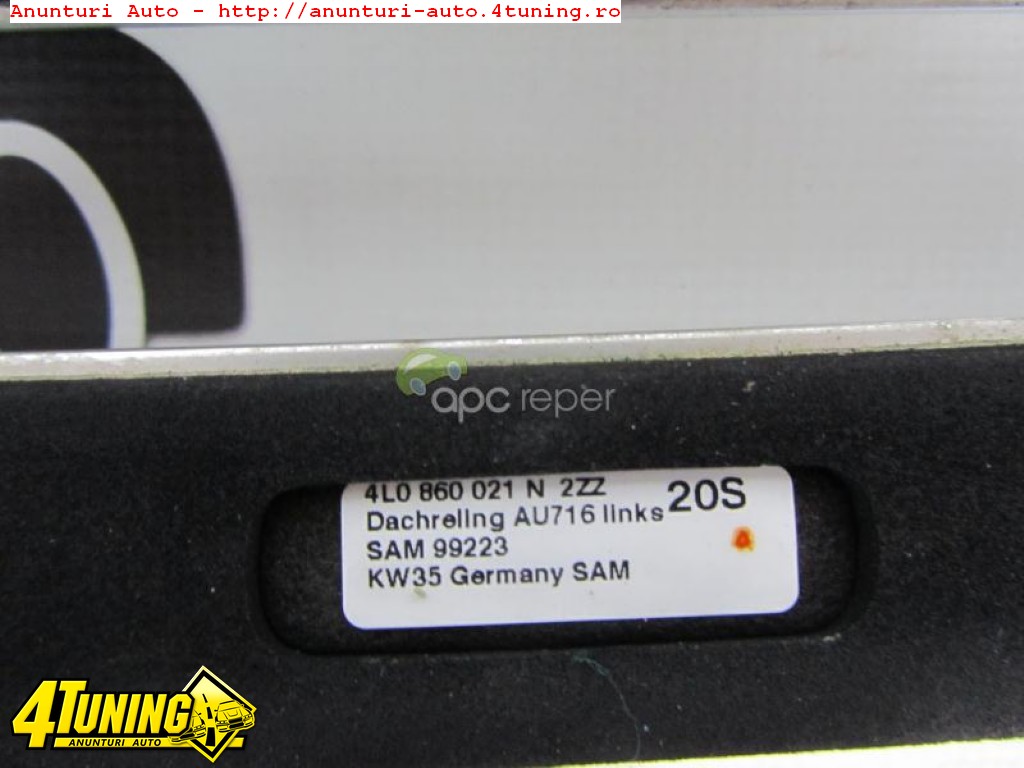 Anunturi Auto - http://anunturi-auto.4tuning.ro
apc reper
4L0 860 021 N 2ZZ 20S
Dachreling AU716 links
SAM 99223
KW35 Germany SAM
4TUNING
ANUNTURI AUTO